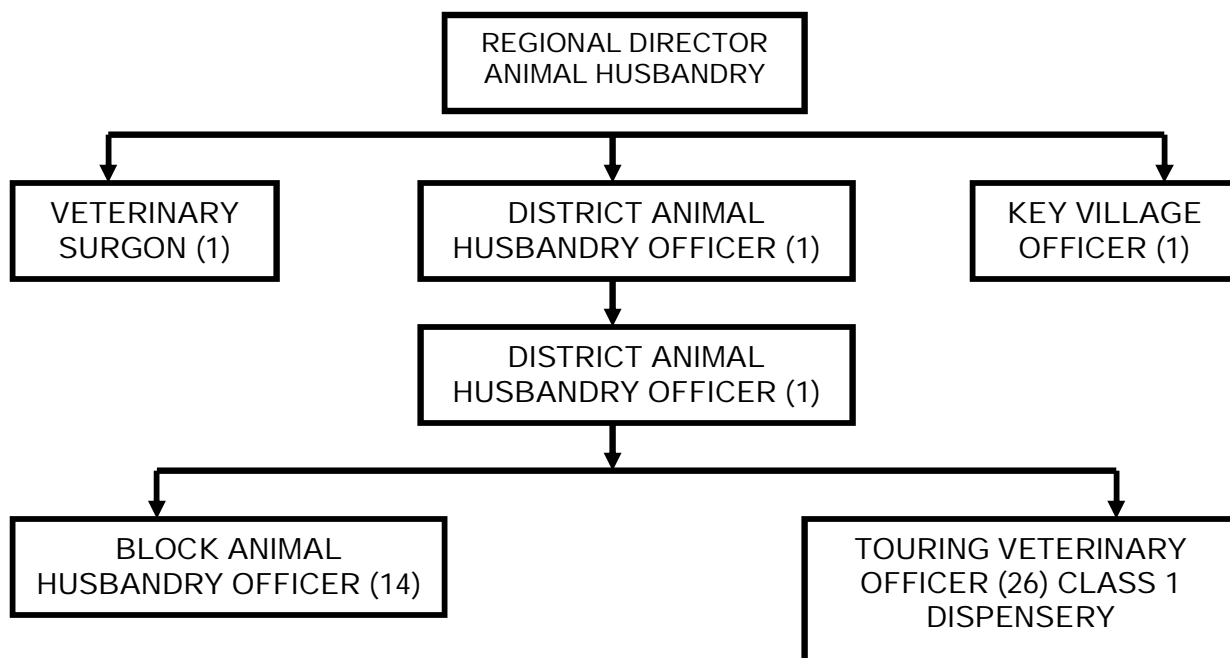 REGIONAL DIRECTOR
ANIMAL HUSBANDRY
VETERINARY
SURGON (1)
DISTRICT ANIMAL
HUSBANDRY OFFICER (1)
KEY VILLAGE
OFFICER (1)
DISTRICT ANIMAL
HUSBANDRY OFFICER (1)
BLOCK ANIMAL
HUSBANDRY OFFICER (14)
TOURING VETERINARY
OFFICER (26) CLASS 1
DISPENSERY